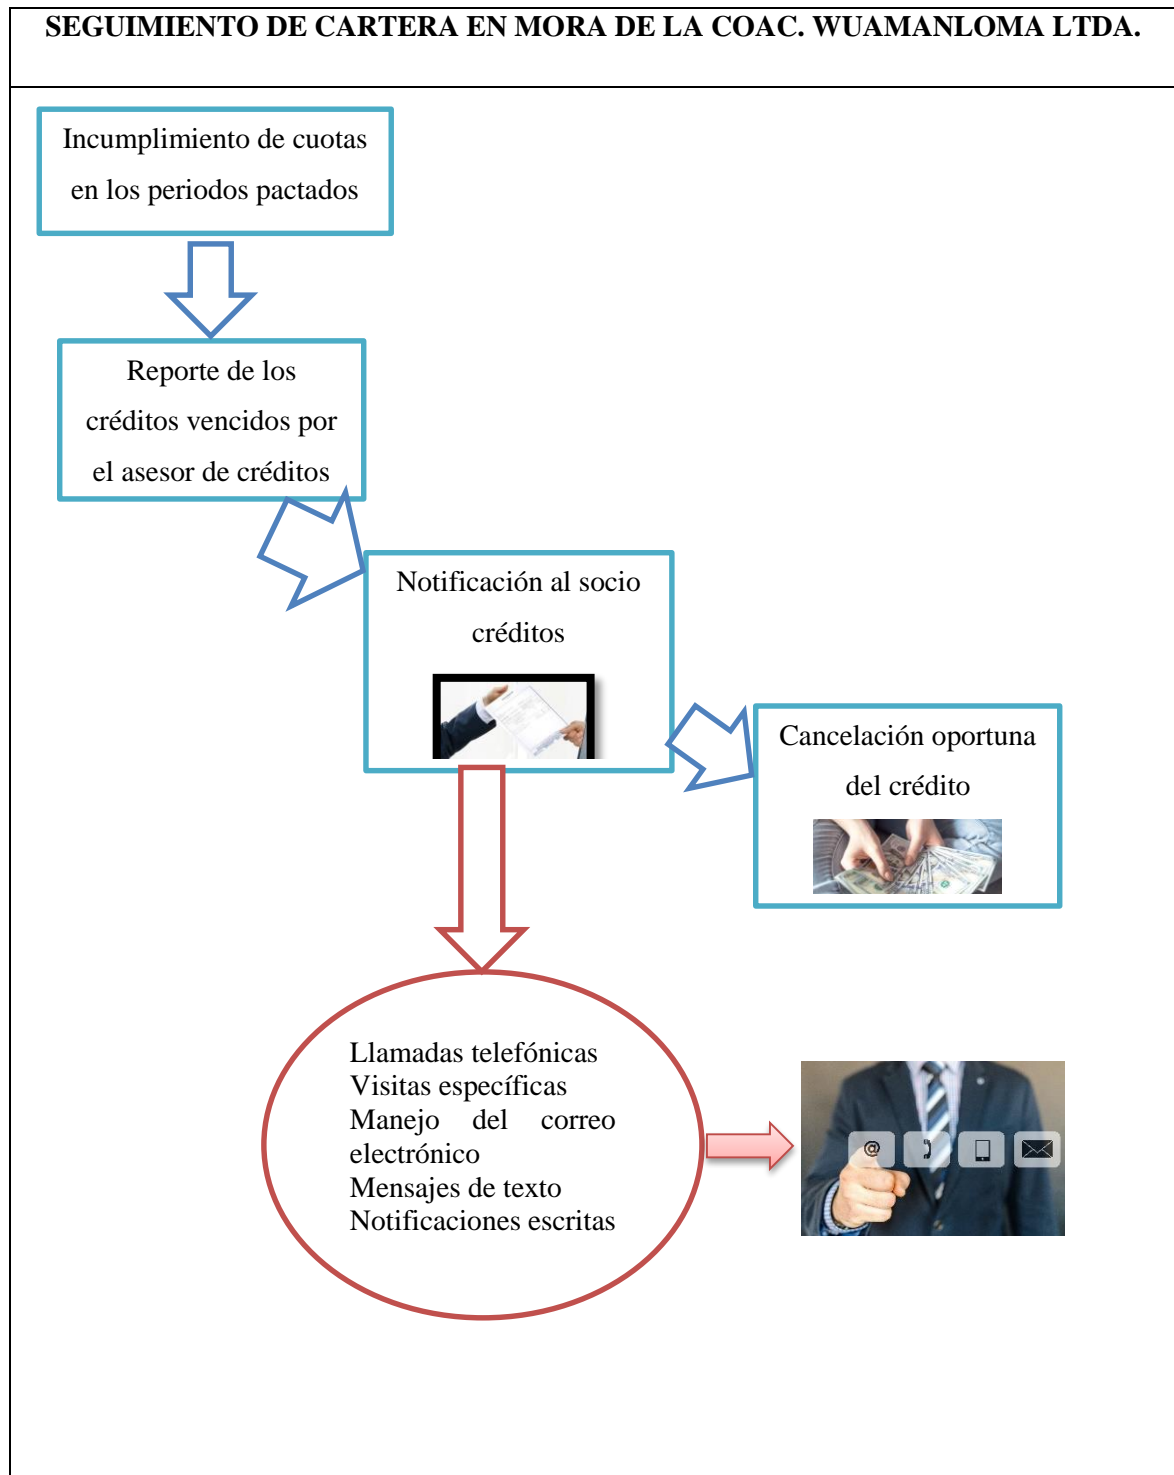 SEGUIMIENTO DE CARTERA EN MORA DE LA COAC. WUAMANLOMA LTDA.
Incumplimiento de cuotas
en los periodos pactados
Reporte de los
créditos vencidos por
el asesor de créditos
Notificación al socio
créditos
Cancelación oportuna
del crédito
Llamadas telefónicas
Visitas específicas
Manejo del correo
electrónico
Mensajes de texto
Notificaciones escritas
@